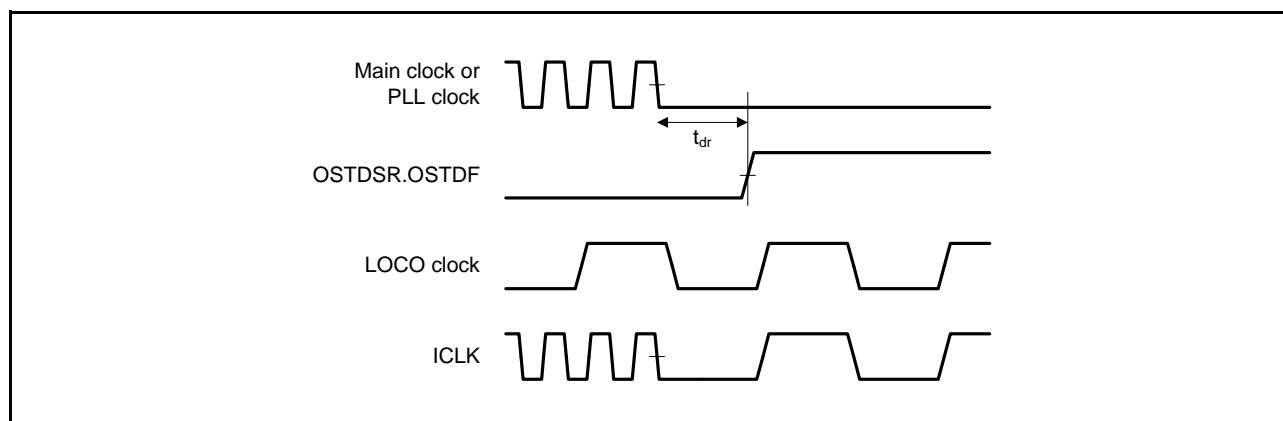 Main clock or
PLL clock
tdr
OSTDSR.OSTDF
LOCO clock
ICLK